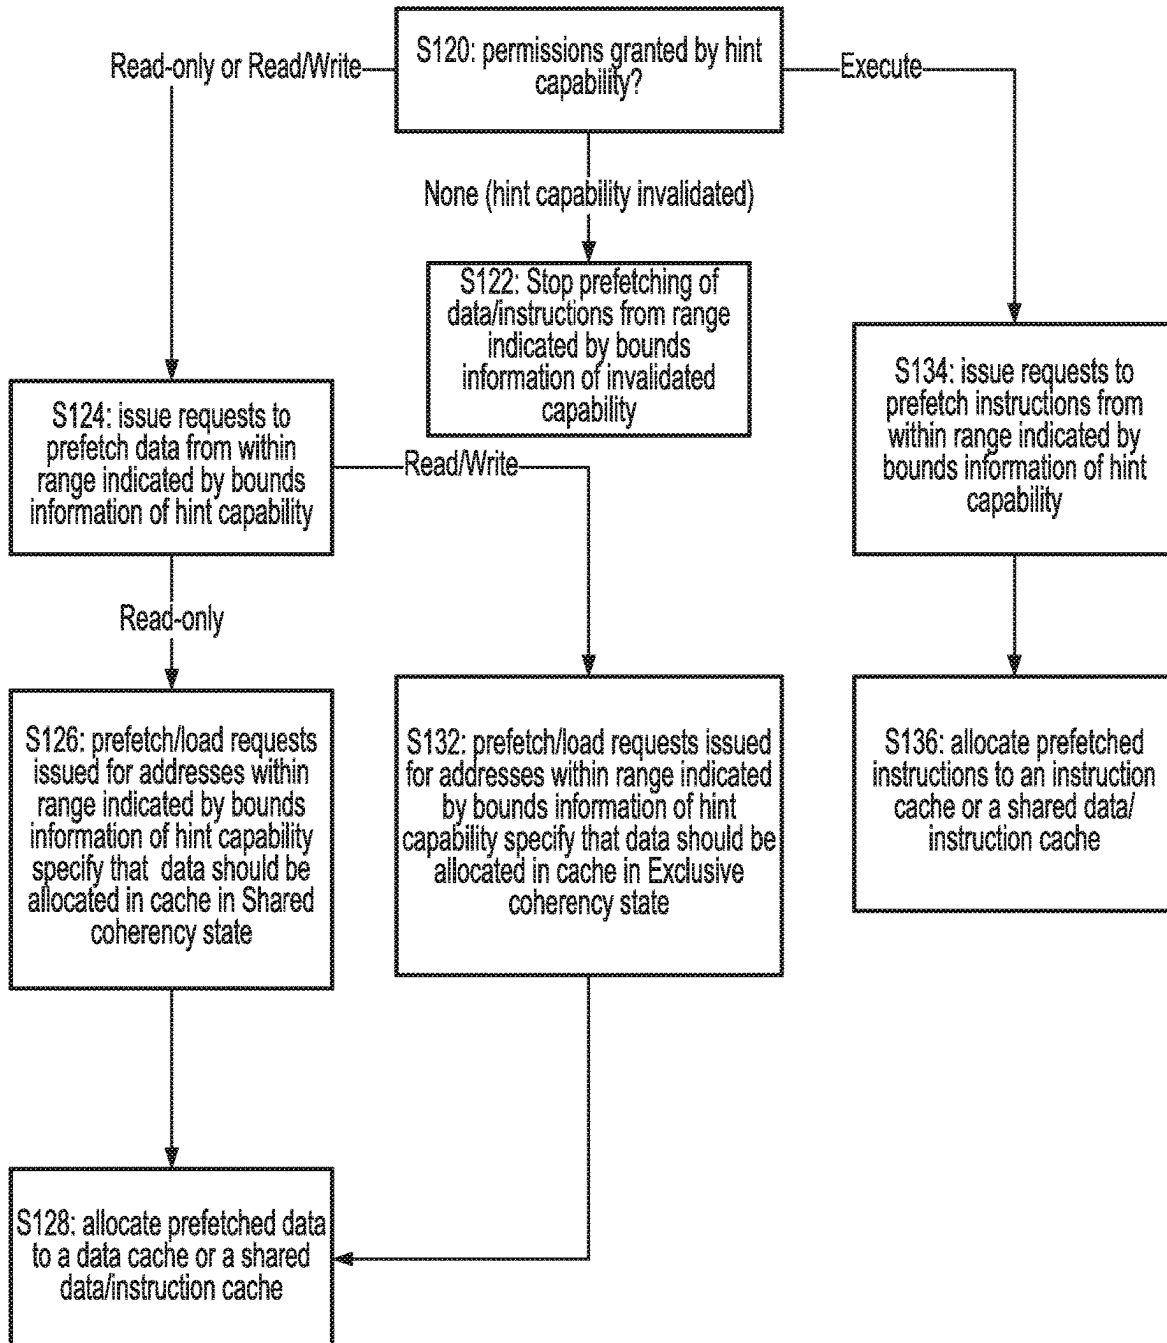 S120: permissions granted by hint
capability?
Read-only or Read/Write
Execute
None (hint capability invalidated)
S122: Stop prefetching of
data/instructions from range
indicated by bounds
information of invalidated
capability
S124: issue requests to
prefetch data from within
range indicated by bounds
information of hint capability
Read/Write
S134: issue requests to
prefetch instructions from
within range indicated by
bounds information of hint
capability
Read-only
S126: prefetch/load requests
issued for addresses within
range indicated by bounds
information of hint capability
specify that data should be
allocated in cache in Shared
coherency state
S132: prefetch/load requests issued
for addresses within range indicated
by bounds information of hint
capability specify that data should be
allocated in cache in Exclusive
coherency state
S136: allocate prefetched
instructions to an instruction
cache or a shared data/
instruction cache
S128: allocate prefetched data
to a data cache or a shared
data/instruction cache